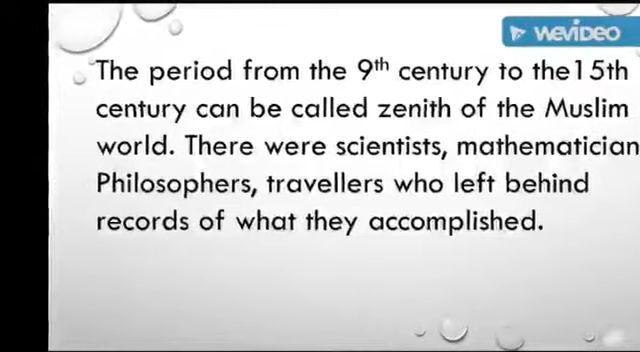 WEVIDEO
The period from the 9th century to the15th
century can be called zenith of the Muslim
world. There were scientists, mathematician
Philosophers, travellers who left behind
records of what they accomplished.